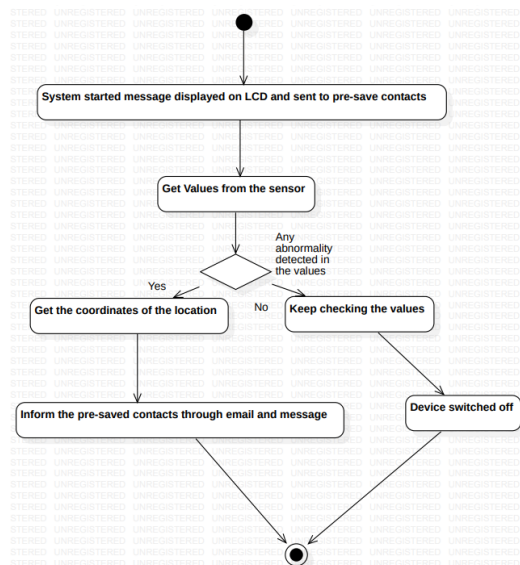 System started message displayed on LCD and sent to pre-save contacts
Get Values from the sensor
Any
abnormality
detected in
the values
Yes
No
Get the coordinates of the location
Keep checking the values
Inform the pre-saved contacts through email and message
Device switched off
UNREGISTERED